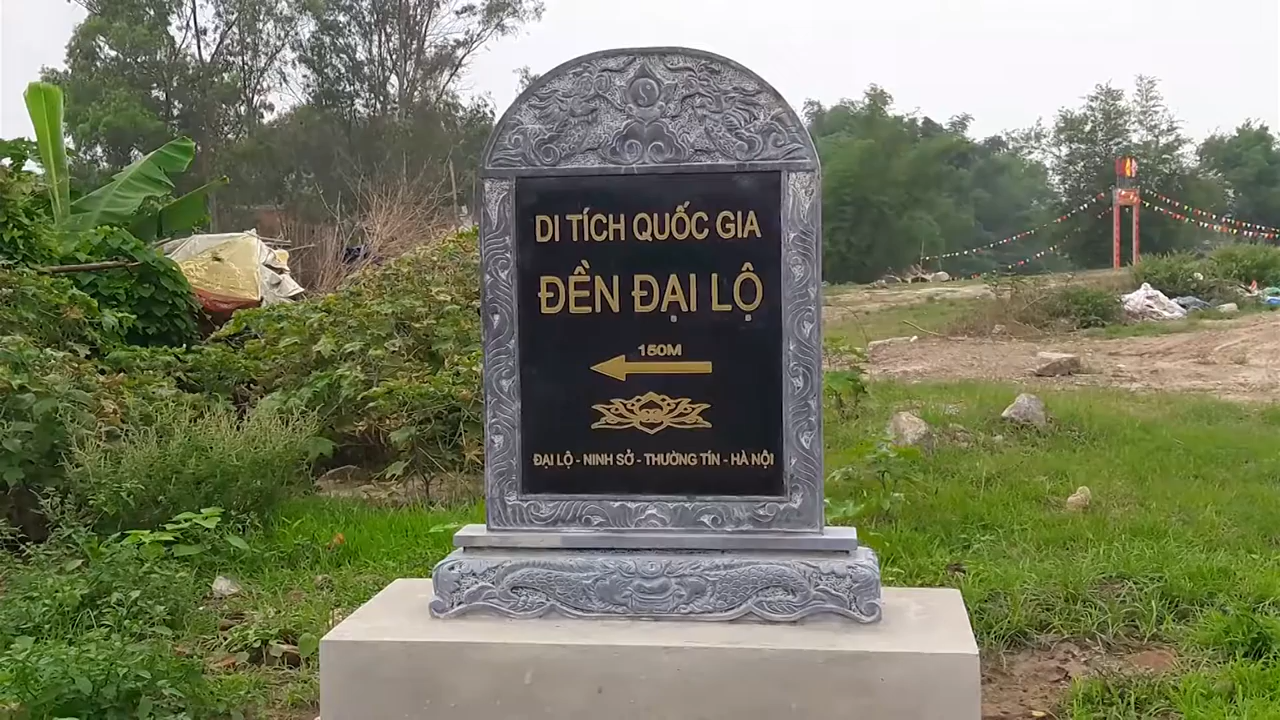 DI TÍCH QUỐC GIA
ĐỀN ĐẠI LỘ
150M
ĐẠI LỘ - NINH SỞ - THƯỜNG TÍN - HÀ NỘI